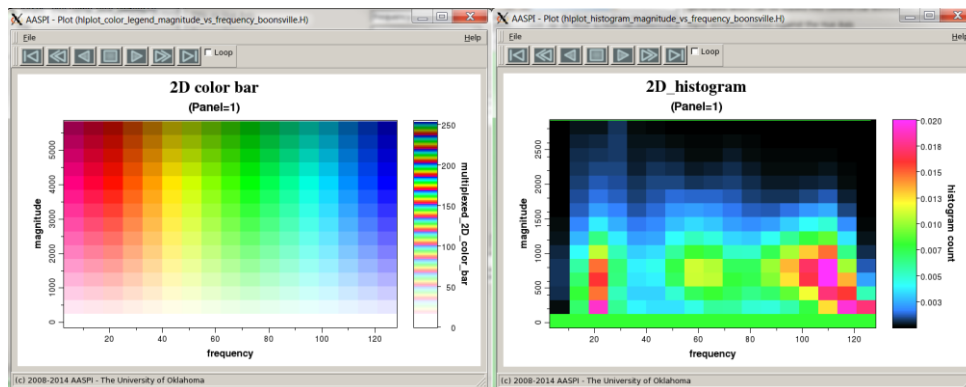 AASPI - Plot (hlplot_color_legend_magnitude_vs_frequency_boonsville.H)
File
Help
Loop
2D color bar
(Panel=1)
magnitude
5000
4000
3000
2000
1000
0
20
40
60
80
100
120
frequency
250
200
150
100
50
0
multiplexed_2D_color_bar
(c) 2008-2014 AASPI - The University of Oklahoma
AASPI - Plot (hlplot_histogram_magnitude_vs_frequency_boonsville.H)
File
Help
Loop
2D_histogram
(Panel=1)
magnitude
2500
2000
1500
1000
500
0
20
40
60
80
100
120
frequency
0.020
0.018
0.015
0.013
0.010
0.007
0.005
0.003
histogram count
(c) 2008-2014 AASPI - The University of Oklahoma